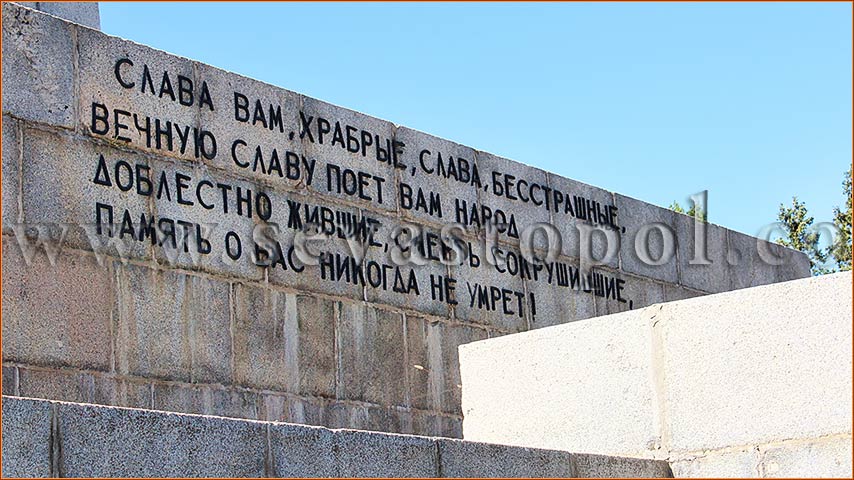 СЛАВА ВАМ, ХРАБРЫЕ, СЛАВА, БЕССТРАШНЫЕ,
ВЕЧНУЮ СЛАВУ ПОЕТ ВАМ НАРОД
ДОБЛЕСТНО ЖИВШИЕ, СМЕРТЬ СОКРУШИВШИЕ,
ПАМЯТЬ О ВАС НИКОГДА НЕ УМРЕТ!
www.sevastopol.co